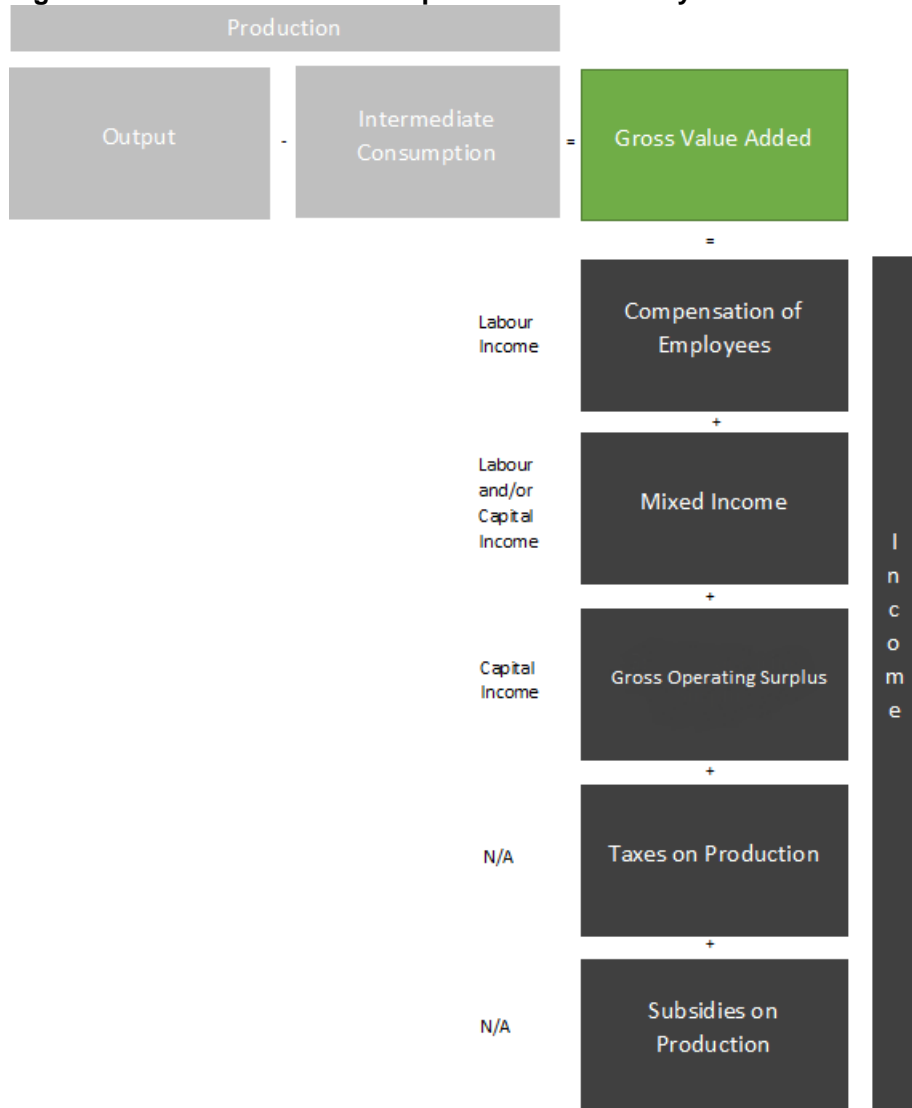 Production
Output
-
Intermediate
Consumption
=
Gross Value Added
=
Labour
Income
Compensation of
Employees
+
Labour
and/or
Capital
Income
Mixed Income
+
Capital
Income
Gross Operating Surplus
+
N/A
Taxes on Production
+
N/A
Subsidies on
Production
I
n
c
o
m
e